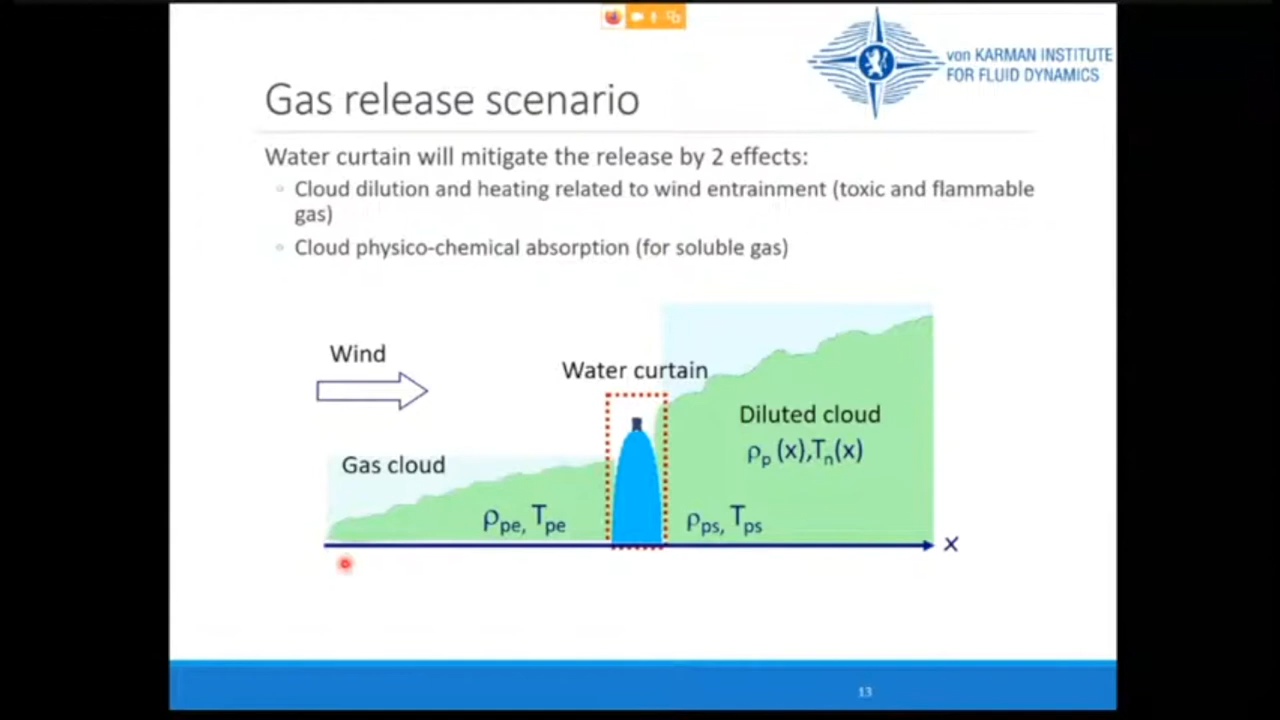 von KARMAN INSTITUTE
FOR FLUID DYNAMICS
Gas release scenario
Water curtain will mitigate the release by 2 effects:
◦ Cloud dilution and heating related to wind entrainment (toxic and flammable
gas)
◦ Cloud physico-chemical absorption (for soluble gas)
Wind
Water curtain
Diluted cloud
ρp (x),Tn(x)
Gas cloud
ρpe, Tpe
ρps, Tps
x
13